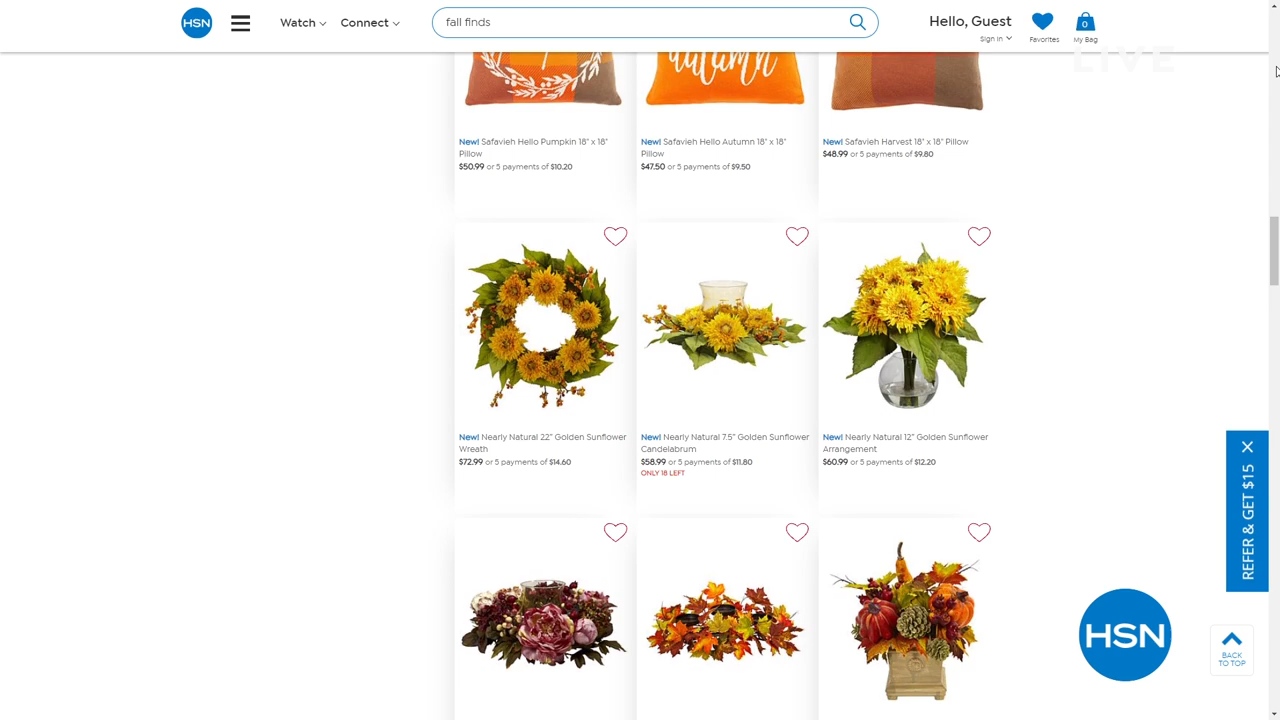 HSN
Watch
Connect
fall finds
Hello, Guest
Sign in
Favorites
0
My Bag
LIVE
autumn
New! Safavieh Hello Pumpkin 18" x 18"
Pillow
$50.99 or 5 payments of $10.20
New! Safavieh Hello Autumn 18" x 18"
Pillow
$47.50 or 5 payments of $9.50
New! Safavieh Harvest 18" x 18" Pillow
$48.99 or 5 payments of $9.80
New! Nearly Natural 22" Golden Sunflower
Wreath
$72.99 or 5 payments of $14.60
New! Nearly Natural 7.5" Golden Sunflower
Candelabrum
$58.99 or 5 payments of $11.80
ONLY 18 LEFT
New! Nearly Natural 12" Golden Sunflower
Arrangement
$60.99 or 5 payments of $12.20
REFER & GET $15
HSN
BACK
TO TOP